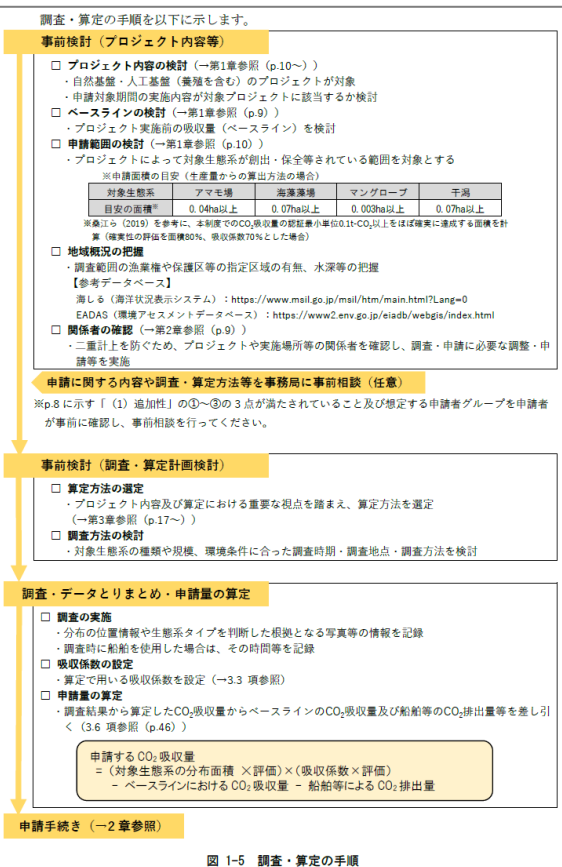 調査・算定の手順を以下に示します。
事前検討（プロジェクト内容等）
□ プロジェクト内容の検討（→第1章参照（p.10～））
・自然基盤・人工基盤（養殖を含む）のプロジェクトが対象
・申請対象期間の実施内容が対象プロジェクトに該当するか検討
□ ベースラインの検討（→第1章参照（p.9））
・プロジェクト実施前の吸収量（ベースライン）を検討
□ 申請範囲の検討（→第1章参照（p.10））
・プロジェクトによって対象生態系が創出・保全等されている範囲を対象とする
※申請面積の目安（生産量からの算出方法の場合）
対象生態系 アマモ場 海藻藻場 マングローブ 干潟
目安の面積※ 0.04ha以上 0.07ha以上 0.003ha以上 0.07ha以上
※桑江ら（2019）を参考に、本制度でのCO₂吸収量の認証最小単位0.1t-CO₂以上をほぼ確実に達成する面積を計
算（確実性の評価を面積80%、吸収係数70%とした場合）
□ 地域概況の把握
・調査範囲の漁業権や保護区等の指定区域の有無、水深等の把握
【参考データベース】
海しる（海洋状況表示システム）：https://www.msil.go.jp/msil/htm/main.html?Lang=0
EADAS（環境アセスメントデータベース）：https://www2.env.go.jp/eiadb/webgis/index.html
□ 関係者の確認（→第2章参照（p.9））
・二重計上を防ぐため、プロジェクトや実施場所等の関係者を確認し、調査・申請に必要な調整・申
請等を実施
申請に関する内容や調査・算定方法等を事務局に事前相談（任意）
※p.8 に示す「（1）追加性」の①～③の 3 点が満たされていること及び想定する申請者グループを申請者
が事前に確認し、事前相談を行ってください。
事前検討（調査・算定計画検討）
□ 算定方法の選定
・プロジェクト内容及び算定における重要な視点を踏まえ、算定方法を選定
（→第3章参照（p.17～））
□ 調査方法の検討
・対象生態系の種類や規模、環境条件に合った調査時期・調査地点・調査方法を検討
調査・データとりまとめ・申請量の算定
□ 調査の実施
・分布の位置情報や生態系タイプを判断した根拠となる写真等の情報を記録
・調査時に船舶を使用した場合は、その時間等を記録
□ 吸収係数の設定
・算定で用いる吸収係数を設定（→3.3 項参照）
□ 申請量の算定
・調査結果から算定したCO₂吸収量からベースラインのCO₂吸収量及び船舶等のCO₂排出量等を差し引
く（3.6 項参照（p.46））
申請する CO₂ 吸収量
＝（対象生態系の分布面積 ×評価）×（吸収係数×評価）
－ ベースラインにおける CO₂ 吸収量 － 船舶等による CO₂ 排出量
申請手続き（→2 章参照）
図 1-5 調査・算定の手順